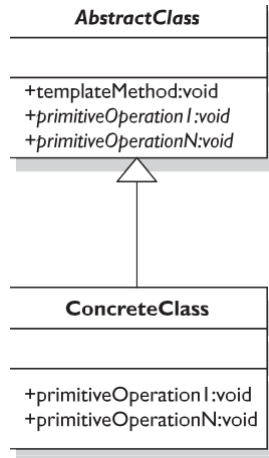 AbstractClass
+templateMethod:void
+primitiveOperation1:void
+primitiveOperationN:void
ConcreteClass
+primitiveOperation1:void
+primitiveOperationN:void